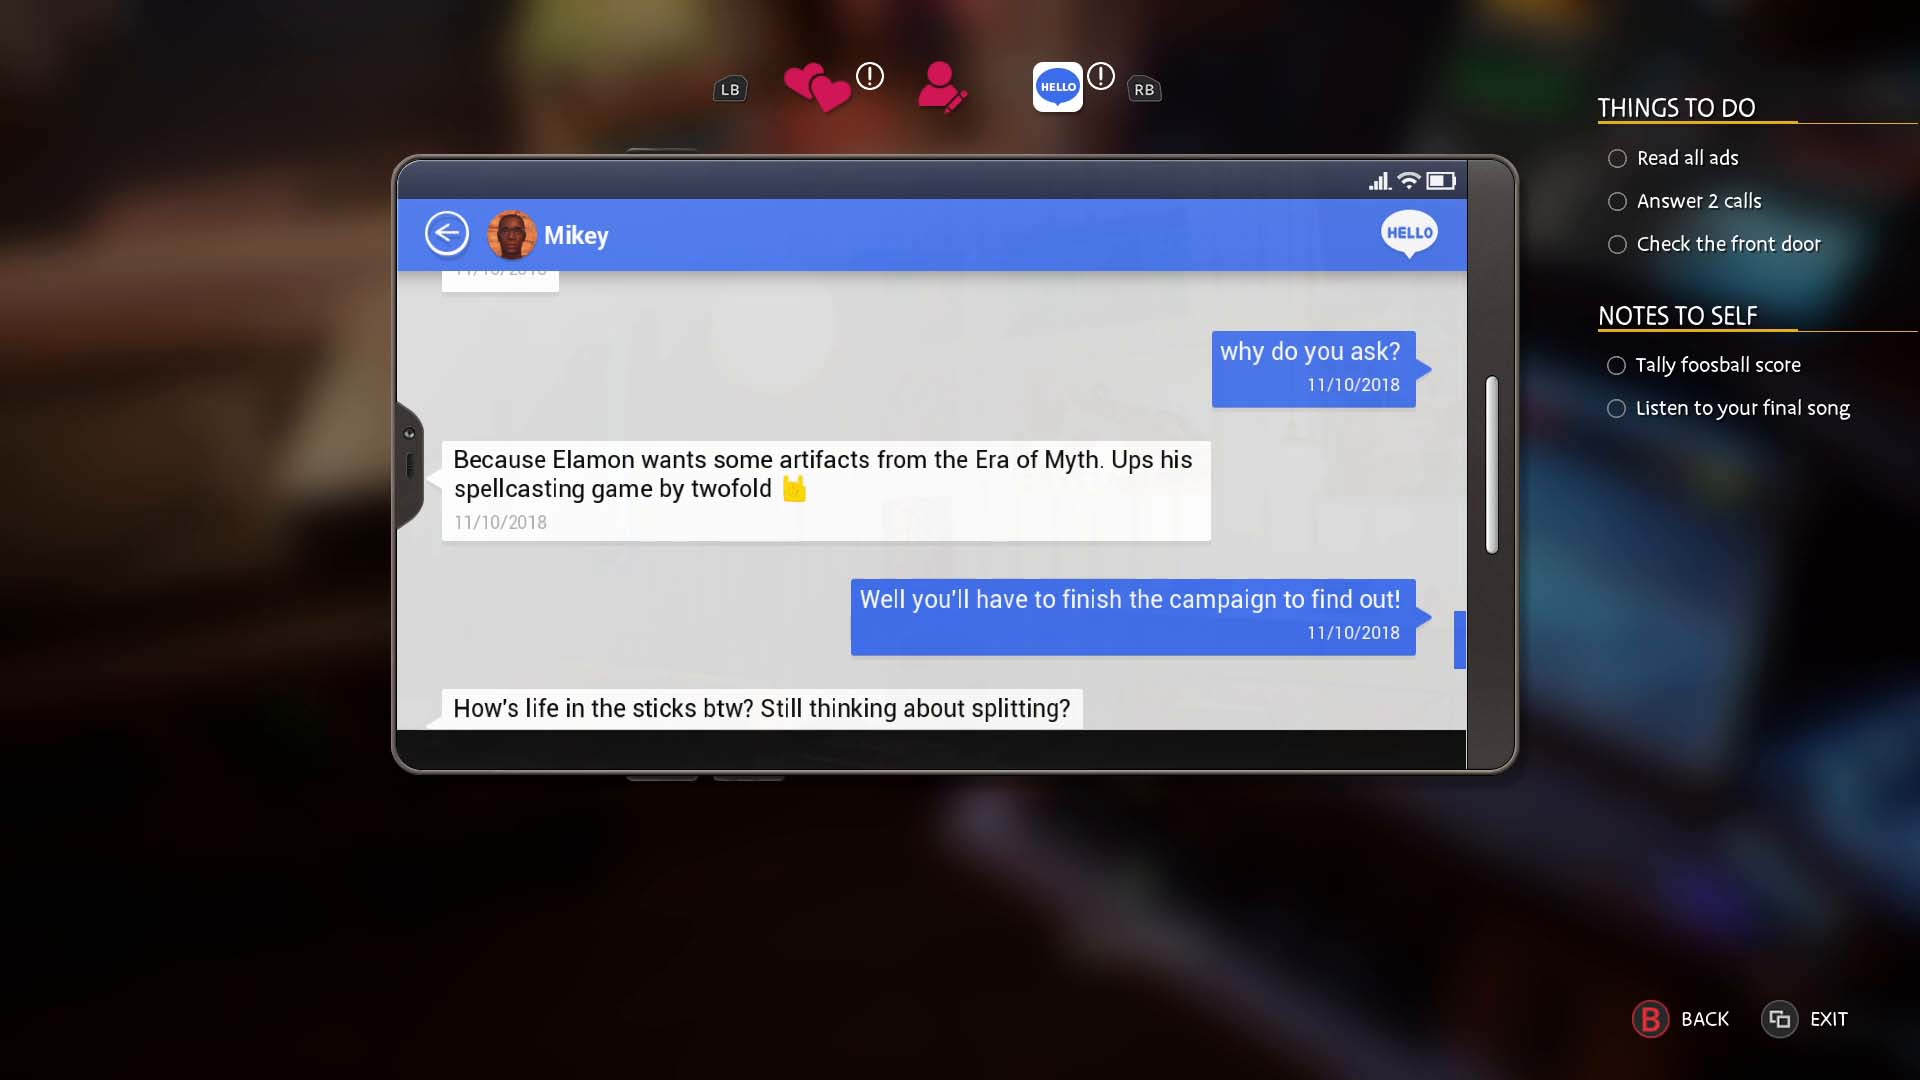 LB
HELLO
RB
THINGS TO DO
Read all ads
Answer 2 calls
Check the front door
NOTES TO SELF
Tally foosball score
Listen to your final song
Mikey
HELLO
11/10/2018
why do you ask?
11/10/2018
Because Elamon wants some artifacts from the Era of Myth. Ups his
spellcasting game by twofold
11/10/2018
Well you'll have to finish the campaign to find out!
11/10/2018
How's life in the sticks btw? Still thinking about splitting?
B BACK
EXIT